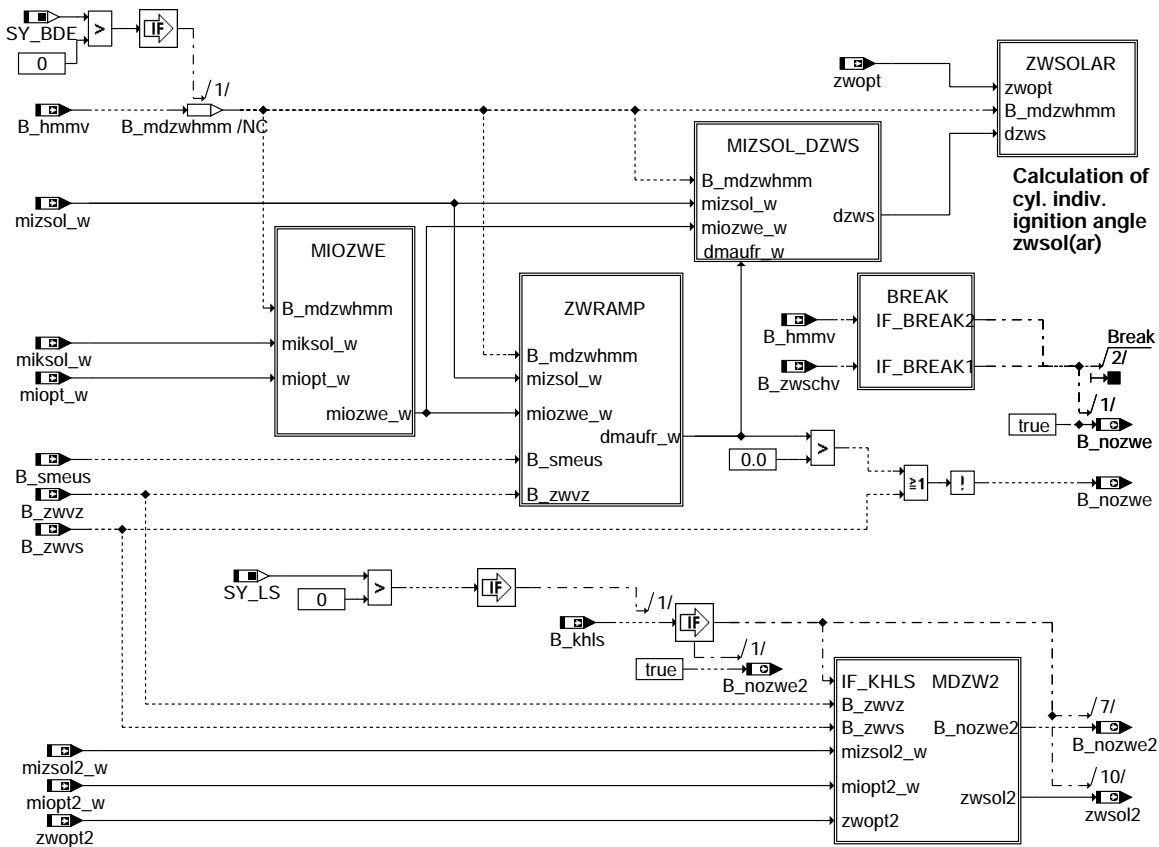 SY_BDE
>
0
IF
/ 1/
B_hmmv
B_mdzwhmm /NC
zwopt
ZWSOLAR
zwopt
B_mdzwhmm
dzws
Calculation of
cyl. indiv.
ignition angle
zwsol(ar)
MIZSOL_DZWS
B_mdzwhmm
mizsol_w
miozwe_w
dmaufr_w
dzws
mizsol_w
MIOZWE
B_mdzwhmm
miksol_w
miopt_w
miozwe_w
miksol_w
miopt_w
ZWRAMP
B_mdzwhmm
mizsol_w
miozwe_w
dmaufr_w
B_smeus
B_zwvz
BREAK
IF_BREAK2
IF_BREAK1
B_hmmv
B_zwschv
Break
2/
/1/
true
B_nozwe
0.0
>
≥1
!
B_nozwe
B_smeus
B_zwvz
B_zwvs
SY_LS
0
>
IF
/ 1/
B_khls
IF
/1/
true
B_nozwe2
IF_KHLS MDZW2
B_zwvz
B_zwvs
B_nozwe2
mizsol2_w
miopt2_w
zwsol2
zwopt2
/ 7/
B_nozwe2
/10/
zwsol2
mizsol2_w
miopt2_w
zwopt2